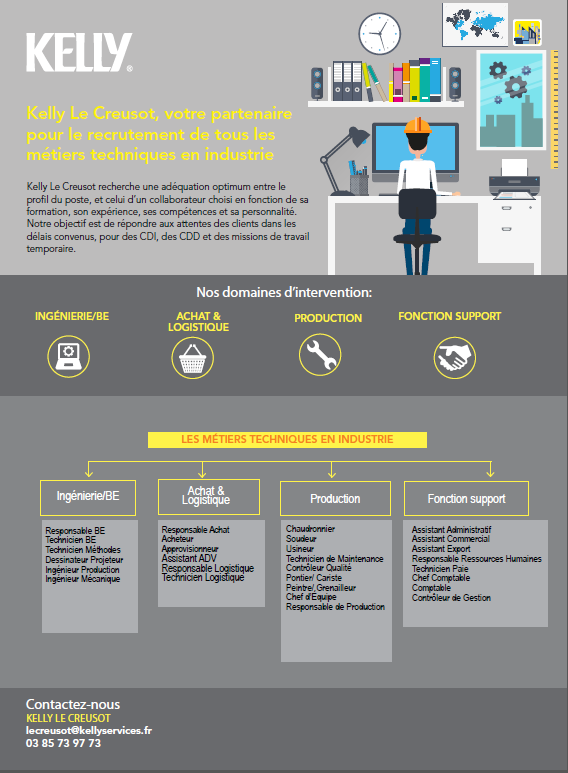 KELLY®
Kelly Le Creusot, votre partenaire
pour le recrutement de tous les
métiers techniques en industrie
Kelly Le Creusot recherche une adéquation optimum entre le
profil du poste, et celui d'un collaborateur choisi en fonction de sa
formation, son expérience, ses compétences et sa personnalité.
Notre objectif est de répondre aux attentes des clients dans les
délais convenus, pour des CDI, des CDD et des missions de travail
temporaire.
Nos domaines d'intervention:
INGÉNIERIE/BE
ACHAT &
LOGISTIQUE
PRODUCTION
FONCTION SUPPORT
LES MÉTIERS TECHNIQUES EN INDUSTRIE
Ingénierie/BE
Responsable BE
Technicien BE
Technicien Méthodes
Dessinateur Projeteur
Ingénieur Production
Ingénieur Mécanique
Achat &
Logistique
Responsable Achat
Acheteur
Approvisionneur
Assistant ADV
Responsable Logistique
Technicien Logistique
Production
Chaudronnier
Soudeur
Usineur
Technicien de Maintenance
Contrôleur Qualité
Pontier/ Cariste
Peintre/,Grenailleur
Chef d'Equipe
Responsable de Production
Fonction support
Assistant Administratif
Assistant Commercial
Assistant Export
Responsable Ressources Humaines
Technicien Paie
Chef Comptable
Comptable
Contrôleur de Gestion
Contactez-nous
KELLY LE CREUSOT
lecreusot@kellyservices.fr
03 85 73 97 73